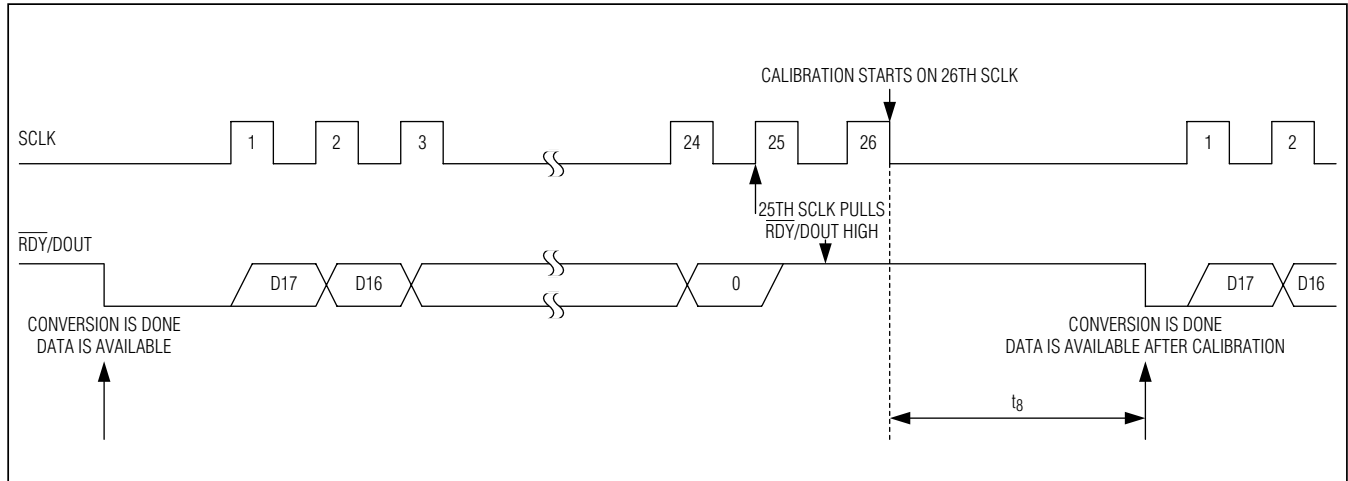 CALIBRATION STARTS ON 26TH SCLK
SCLK
1 2 3 24 25 26 1 2
25TH SCLK PULLS
RDY/DOUT HIGH
RDY/DOUT
D17 D16 0 D17 D16
CONVERSION IS DONE
DATA IS AVAILABLE
CONVERSION IS DONE
DATA IS AVAILABLE AFTER CALIBRATION
t8